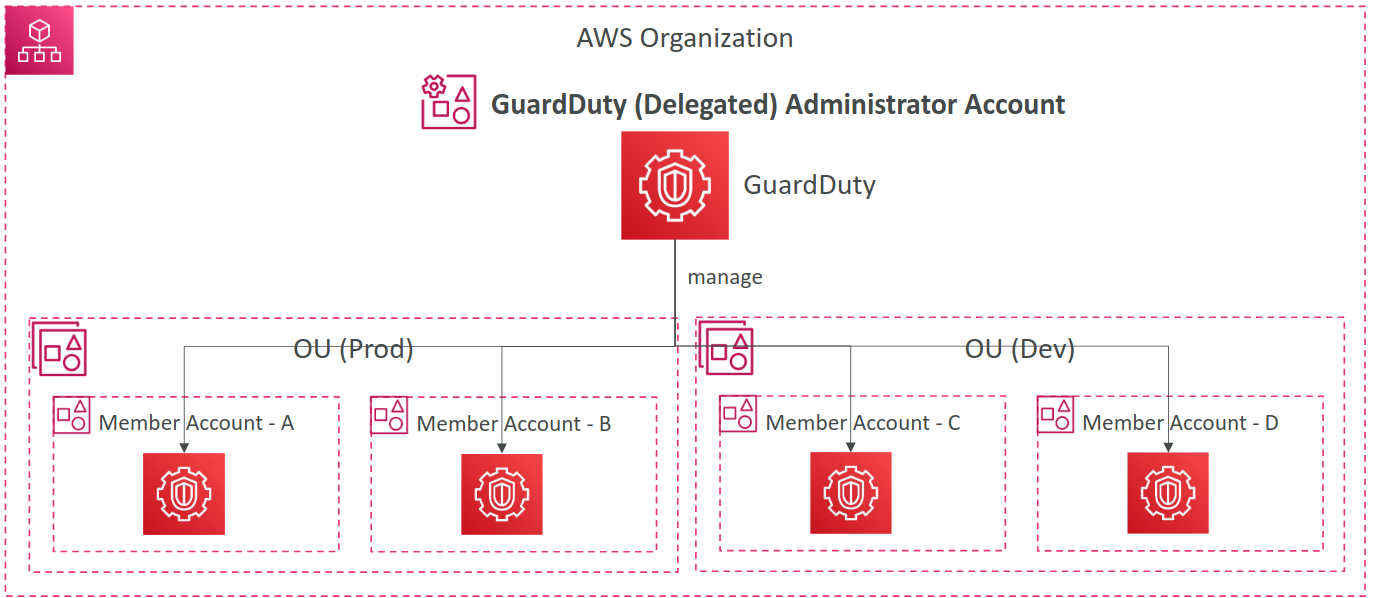 AWS Organization
GuardDuty (Delegated) Administrator Account
GuardDuty
manage
OU (Prod)
OU (Dev)
Member Account - A
Member Account - B
Member Account - C
Member Account - D